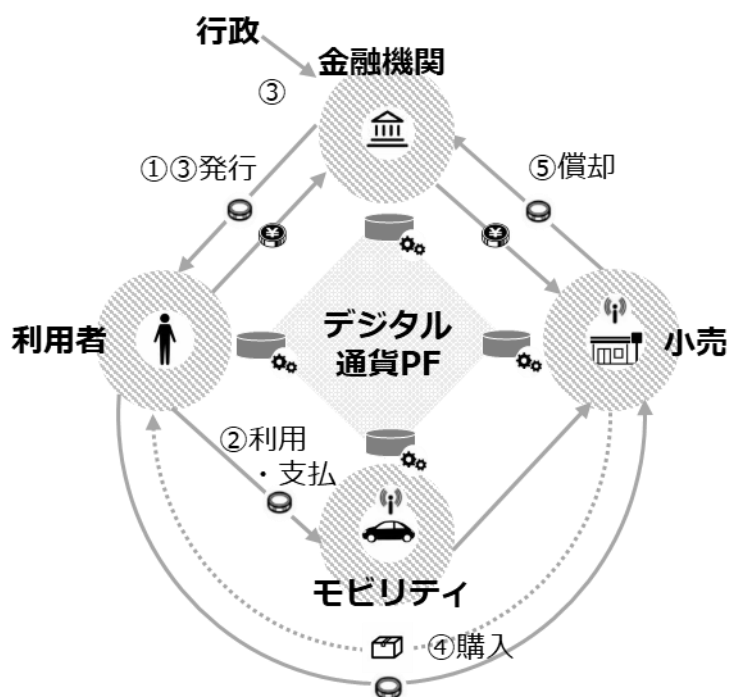 行政
金融機関
③
①③発行
⑤償却
¥
¥
利用者
デジタル
通貨PF
小売
②利用
・支払
モビリティ
④購入